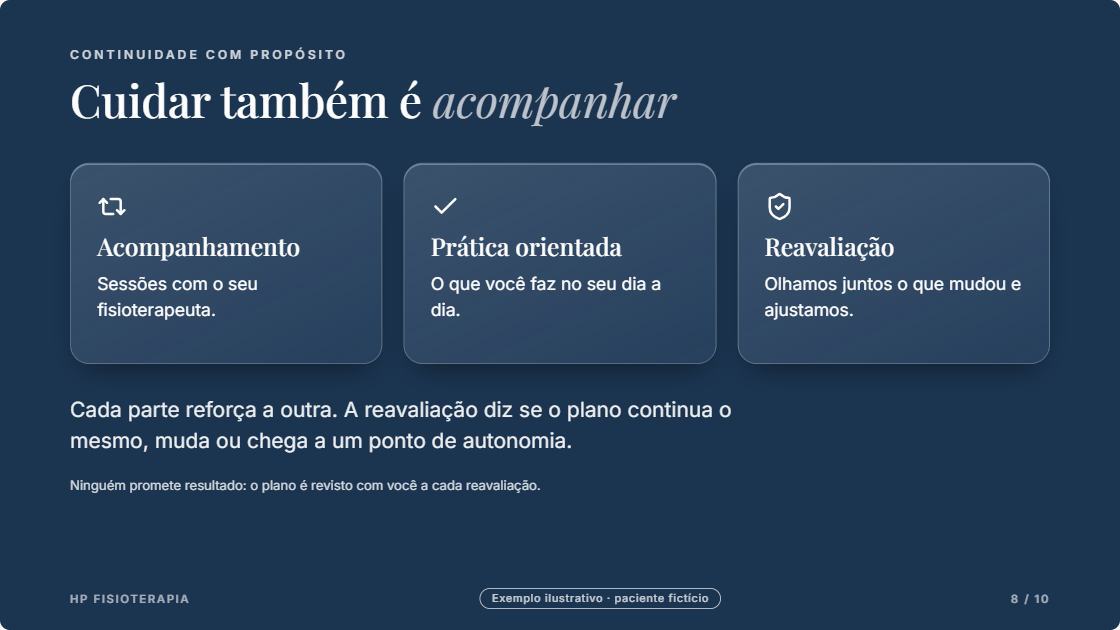 CONTINUIDADE COM PROPÓSITO
Cuidar também é acompanhar
Acompanhamento
Sessões com o seu
fisioterapeuta.
Prática orientada
O que você faz no seu dia a
dia.
Reavaliação
Olhamos juntos o que mudou e
ajustamos.
Cada parte reforça a outra. A reavaliação diz se o plano continua o
mesmo, muda ou chega a um ponto de autonomia.
Ninguém promete resultado: o plano é revisto com você a cada reavaliação.
HP FISIOTERAPIA
Exemplo ilustrativo · paciente fictício
8 / 10